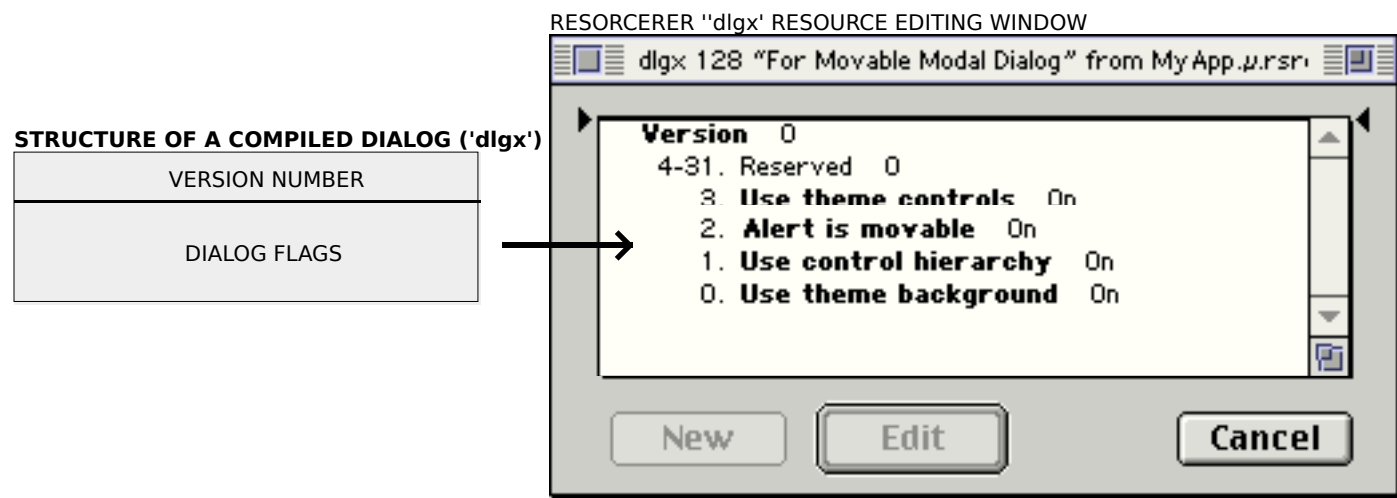 RESORCERER ''dlgx' RESOURCE EDITING WINDOW
dlgx 128 “For Movable Modal Dialog” from MyApp.µ.rsr
STRUCTURE OF A COMPILED DIALOG ('dlgx')
VERSION NUMBER
DIALOG FLAGS
Version 0
4-31. Reserved 0
3. Use theme controls On
2. Alert is movable On
1. Use control hierarchy On
0. Use theme background On
New Edit Cancel